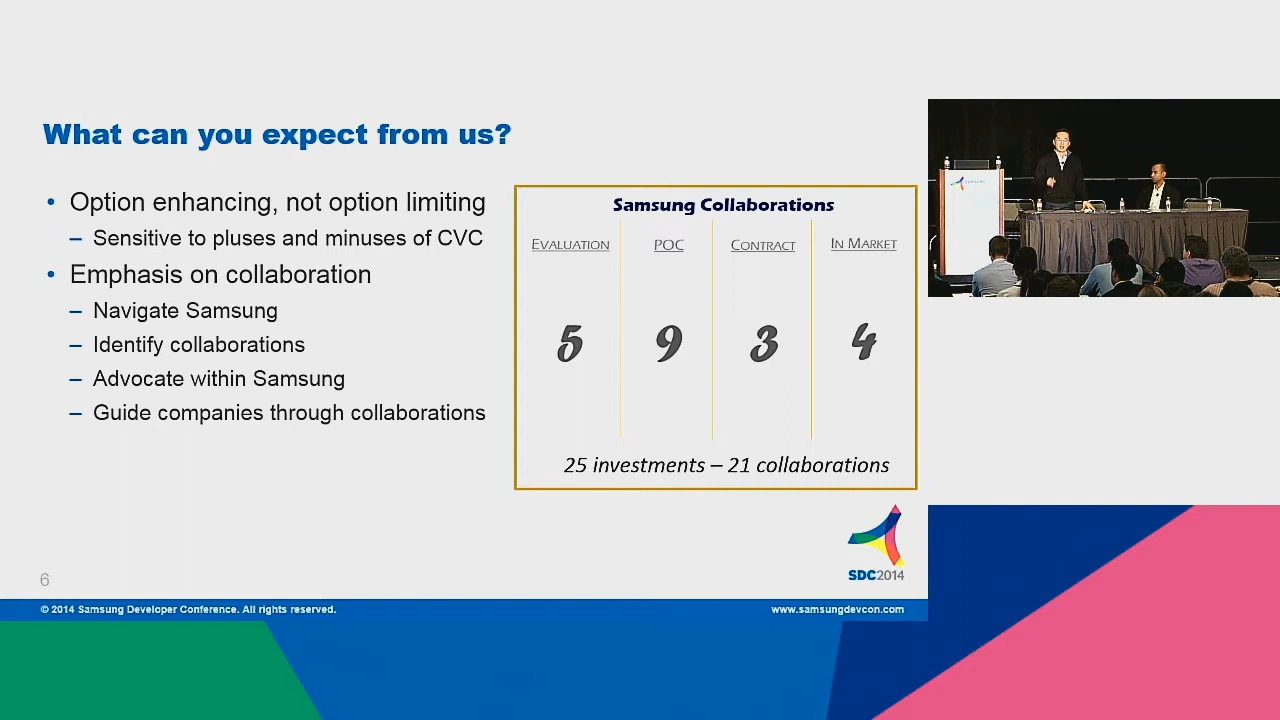 What can you expect from us?
• Option enhancing, not option limiting
– Sensitive to pluses and minuses of CVC
• Emphasis on collaboration
– Navigate Samsung
– Identify collaborations
– Advocate within Samsung
– Guide companies through collaborations
Samsung Collaborations
EVALUATION POC CONTRACT IN MARKET
5 9 3 4
25 investments – 21 collaborations
SAMSUNG
SDC2014
6
© 2014 Samsung Developer Conference. All rights reserved. www.samsungdevcon.com